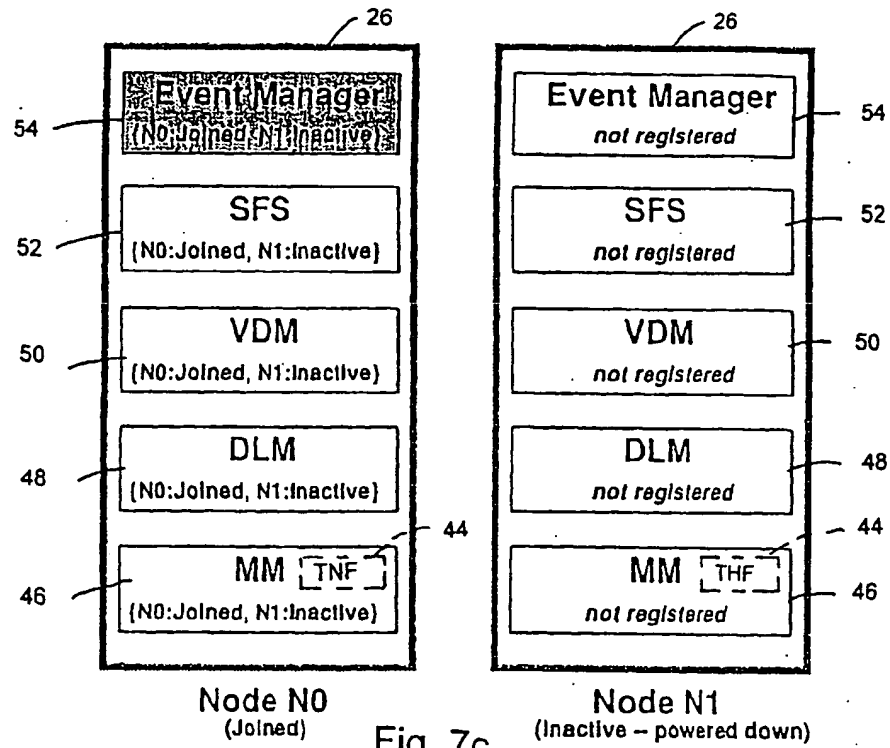 26
26
Event Manager
{N0:Joined, N1:Inactive}
54
Event Manager
not registered
54
SFS
{N0:Joined, N1:Inactive}
52
SFS
not registered
52
VDM
{N0:Joined, N1:Inactive}
50
VDM
not registered
50
DLM
{N0:Joined, N1:Inactive}
48
DLM
not registered
48
44
44
MM
TNF
{N0:Joined, N1:Inactive}
46
MM
THF
not registered
46
Node N0
(Joined)
Node N1
(Inactive – powered down)
Fig. 7c